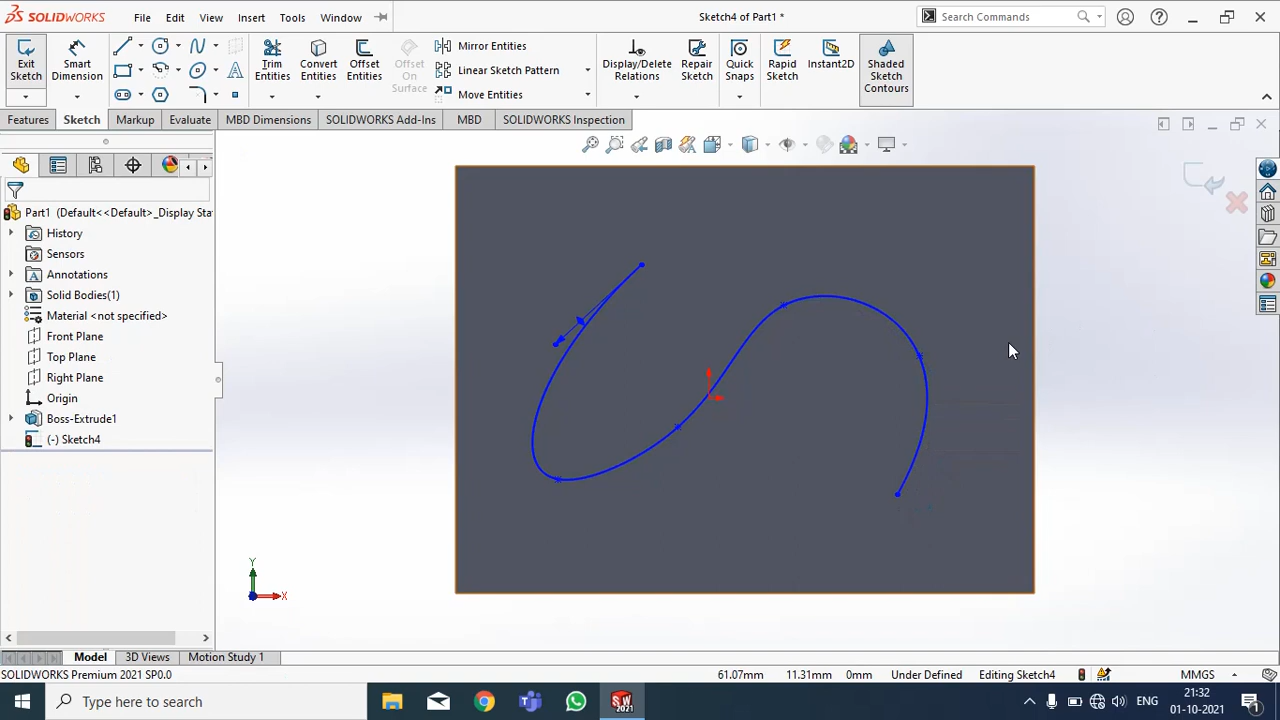 SOLIDWORKS File Edit View Insert Tools Window Sketch4 of Part1 * Search Commands
Exit Sketch
Smart Dimension
Trim Entities
Convert Entities
Offset Entities
Offset On Surface
Mirror Entities
Linear Sketch Pattern
Move Entities
Display/Delete Relations
Repair Sketch
Quick Snaps
Rapid Sketch
Instant2D
Shaded Sketch Contours
Features Sketch Markup Evaluate MBD Dimensions SOLIDWORKS Add-Ins MBD SOLIDWORKS Inspection
Part1 (Default<<Default>_Display Sta
History
Sensors
Annotations
Solid Bodies(1)
Material <not specified>
Front Plane
Top Plane
Right Plane
Origin
Boss-Extrude1
(-) Sketch4
Y
X
Model 3D Views Motion Study 1
SOLIDWORKS Premium 2021 SP0.0 61.07mm 11.31mm 0mm Under Defined Editing Sketch4 MMGS
Type here to search
SW
2021
ENG
21:32
01-10-2021
1